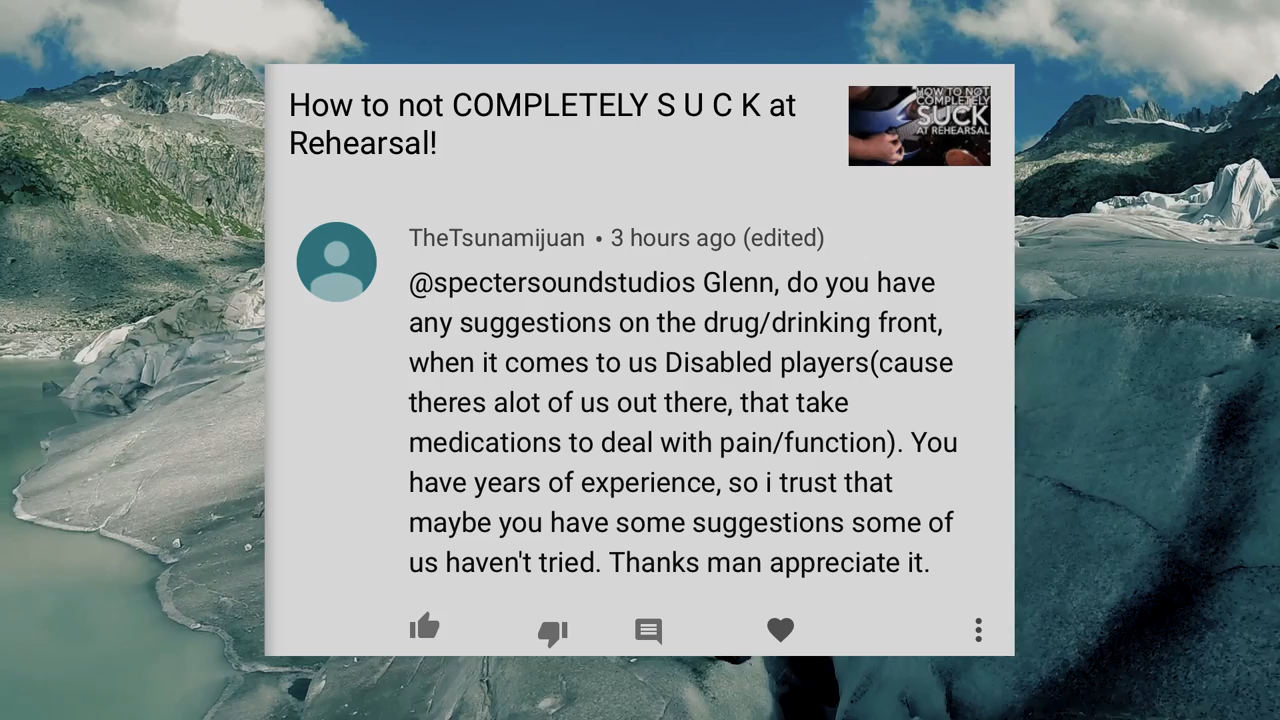 How to not COMPLETELY S U C K at
Rehearsal!
HOW TO NOT
COMPLETELY
SUCK
AT REHEARSAL
TheTsunamijuan • 3 hours ago (edited)
@spectersoundstudios Glenn, do you have
any suggestions on the drug/drinking front,
when it comes to us Disabled players(cause
theres alot of us out there, that take
medications to deal with pain/function). You
have years of experience, so i trust that
maybe you have some suggestions some of
us haven't tried. Thanks man appreciate it.